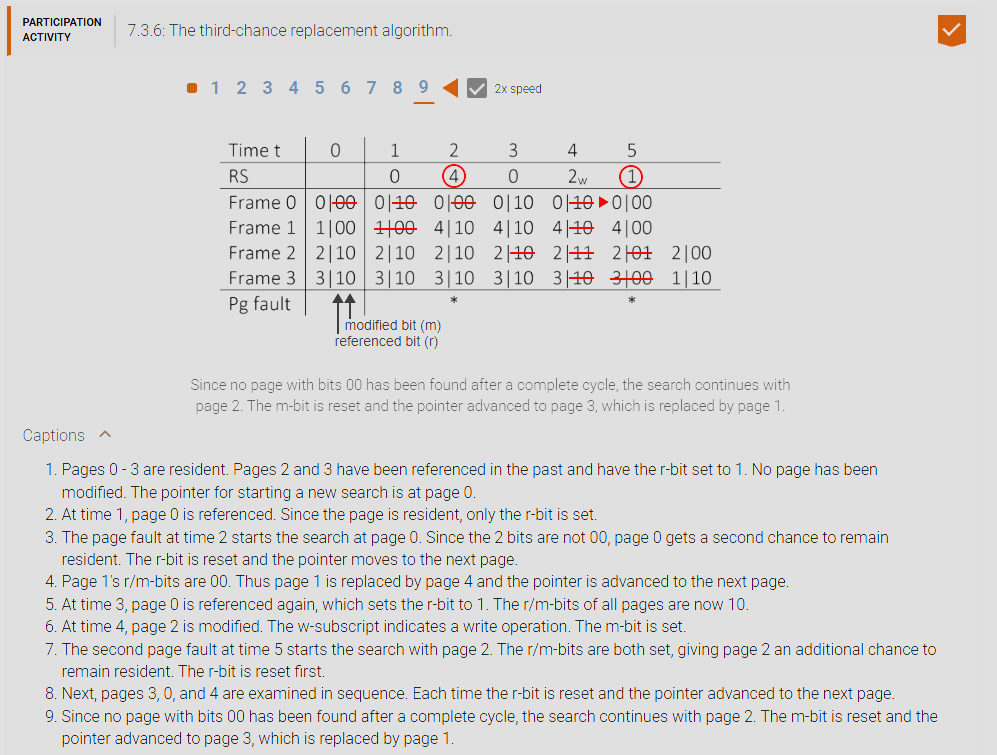 PARTICIPATION
ACTIVITY
7.3.6: The third-chance replacement algorithm.
1 2 3 4 5 6 7 8 9 2x speed
Time t 0 1 2 3 4 5
RS 0 4 0 2w 1
Frame 0 0|00 0|10 0|00 0|10 0|10 0|00
Frame 1 1|00 1|00 4|10 4|10 4|10 4|00
Frame 2 2|10 2|10 2|10 2|10 2|11 2|01 2|00
Frame 3 3|10 3|10 3|10 3|10 3|10 3|00 1|10
Pg fault * *
modified bit (m)
referenced bit (r)
Since no page with bits 00 has been found after a complete cycle, the search continues with
page 2. The m-bit is reset and the pointer advanced to page 3, which is replaced by page 1.
Captions
1. Pages 0 - 3 are resident. Pages 2 and 3 have been referenced in the past and have the r-bit set to 1. No page has been
modified. The pointer for starting a new search is at page 0.
2. At time 1, page 0 is referenced. Since the page is resident, only the r-bit is set.
3. The page fault at time 2 starts the search at page 0. Since the 2 bits are not 00, page 0 gets a second chance to remain
resident. The r-bit is reset and the pointer moves to the next page.
4. Page 1's r/m-bits are 00. Thus page 1 is replaced by page 4 and the pointer is advanced to the next page.
5. At time 3, page 0 is referenced again, which sets the r-bit to 1. The r/m-bits of all pages are now 10.
6. At time 4, page 2 is modified. The w-subscript indicates a write operation. The m-bit is set.
7. The second page fault at time 5 starts the search with page 2. The r/m-bits are both set, giving page 2 an additional chance to
remain resident. The r-bit is reset first.
8. Next, pages 3, 0, and 4 are examined in sequence. Each time the r-bit is reset and the pointer advanced to the next page.
9. Since no page with bits 00 has been found after a complete cycle, the search continues with page 2. The m-bit is reset and the
pointer advanced to page 3, which is replaced by page 1.